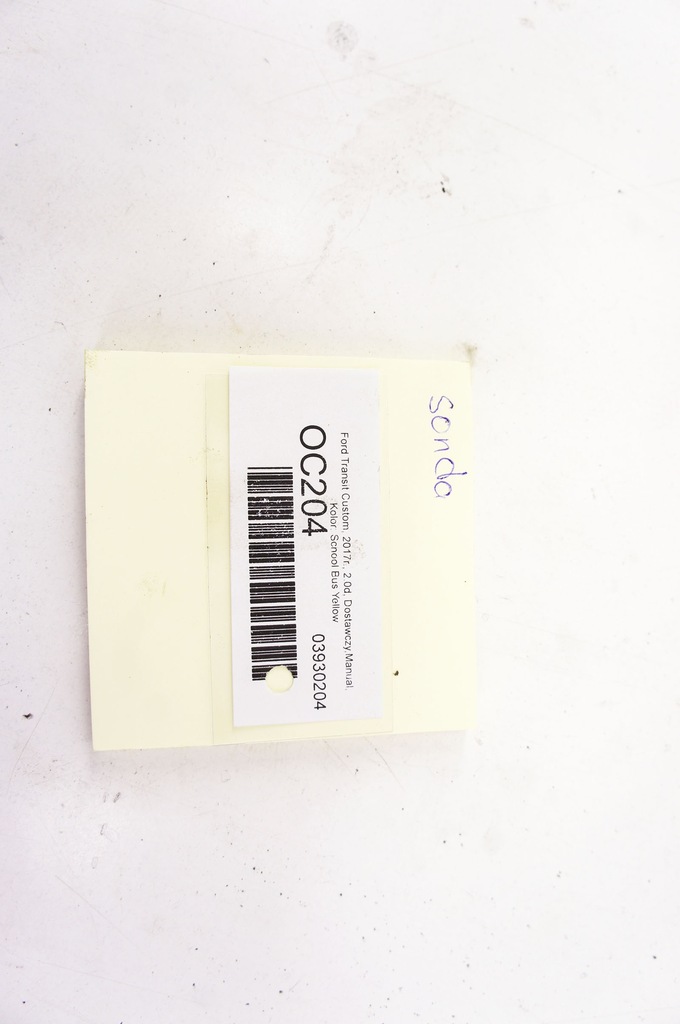 sonda
Ford Transit Custom, 2017r., 2.0d, Dostawczy,Manual,
Kolor: School Bus Yellow
OC204
03930204